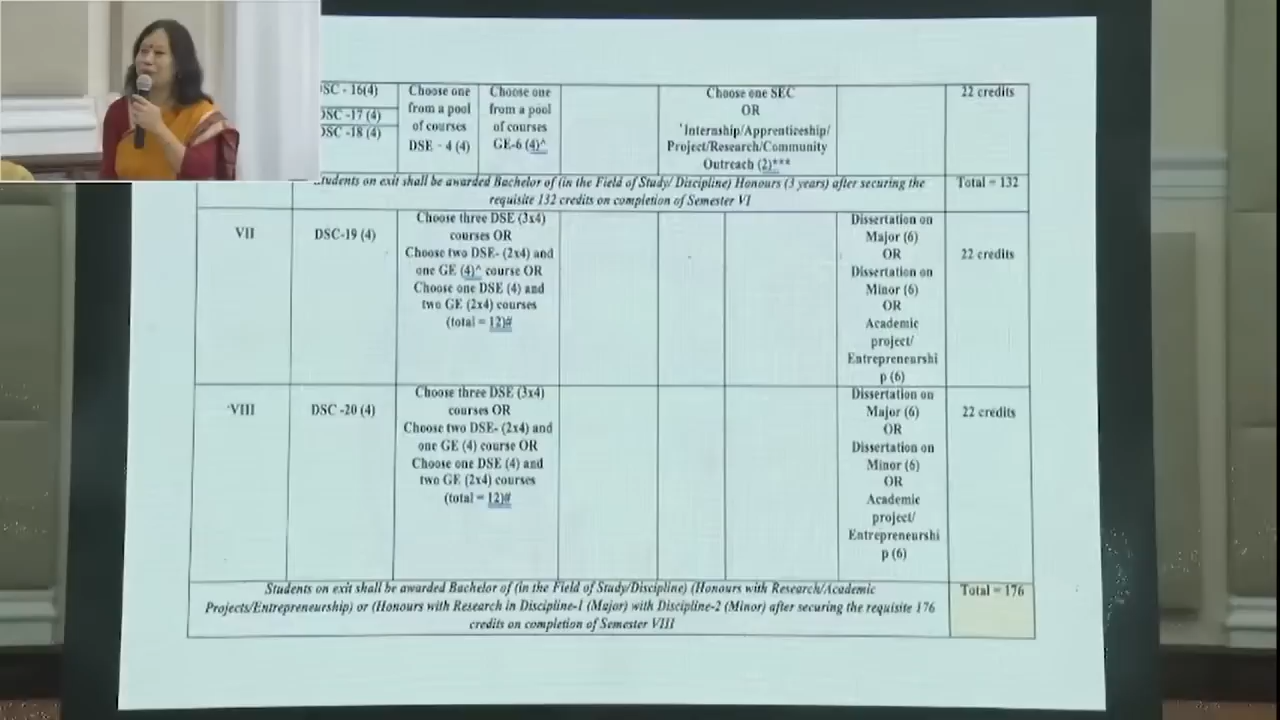 SC - 16(4)
DSC -17 (4)
DSC -18 (4)
Choose one
from a pool
of courses
DSE - 4 (4)
Choose one
from a pool
of courses
GE-6 (4)^
Choose one SEC
OR
'Internship/Apprenticeship/
Project/Research/Community
Outreach (2)***
22 credits
Students on exit shall be awarded Bachelor of (in the Field of Study/ Discipline) Honours (3 years) after securing the
requisite 132 credits on completion of Semester VI
Total = 132
VII
DSC-19 (4)
Choose three DSE (3x4)
courses OR
Choose two DSE- (2x4) and
one GE (4)^ course OR
Choose one DSE (4) and
two GE (2x4) courses
(total = 12)#
Dissertation on
Major (6)
OR
Dissertation on
Minor (6)
OR
Academic
project/
Entrepreneurshi
p (6)
22 credits
VIII
DSC -20 (4)
Choose three DSE (3x4)
courses OR
Choose two DSE- (2x4) and
one GE (4) course OR
Choose one DSE (4) and
two GE (2x4) courses
(total = 12)#
Dissertation on
Major (6)
OR
Dissertation on
Minor (6)
OR
Academic
project/
Entrepreneurshi
p (6)
22 credits
Students on exit shall be awarded Bachelor of (in the Field of Study/Discipline) (Honours with Research/Academic
Projects/Entrepreneurship) or (Honours with Research in Discipline-1 (Major) with Discipline-2 (Minor) after securing the requisite 176
credits on completion of Semester VIII
Total = 176